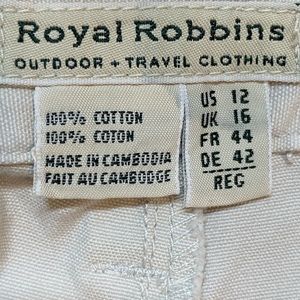 Royal Robbins
OUTDOOR + TRAVEL CLOTHING
100% COTTON
100% COTON
MADE IN CAMBODIA
FAIT AU CAMBODGE
US 12
UK 16
FR 44
DE 42
REG